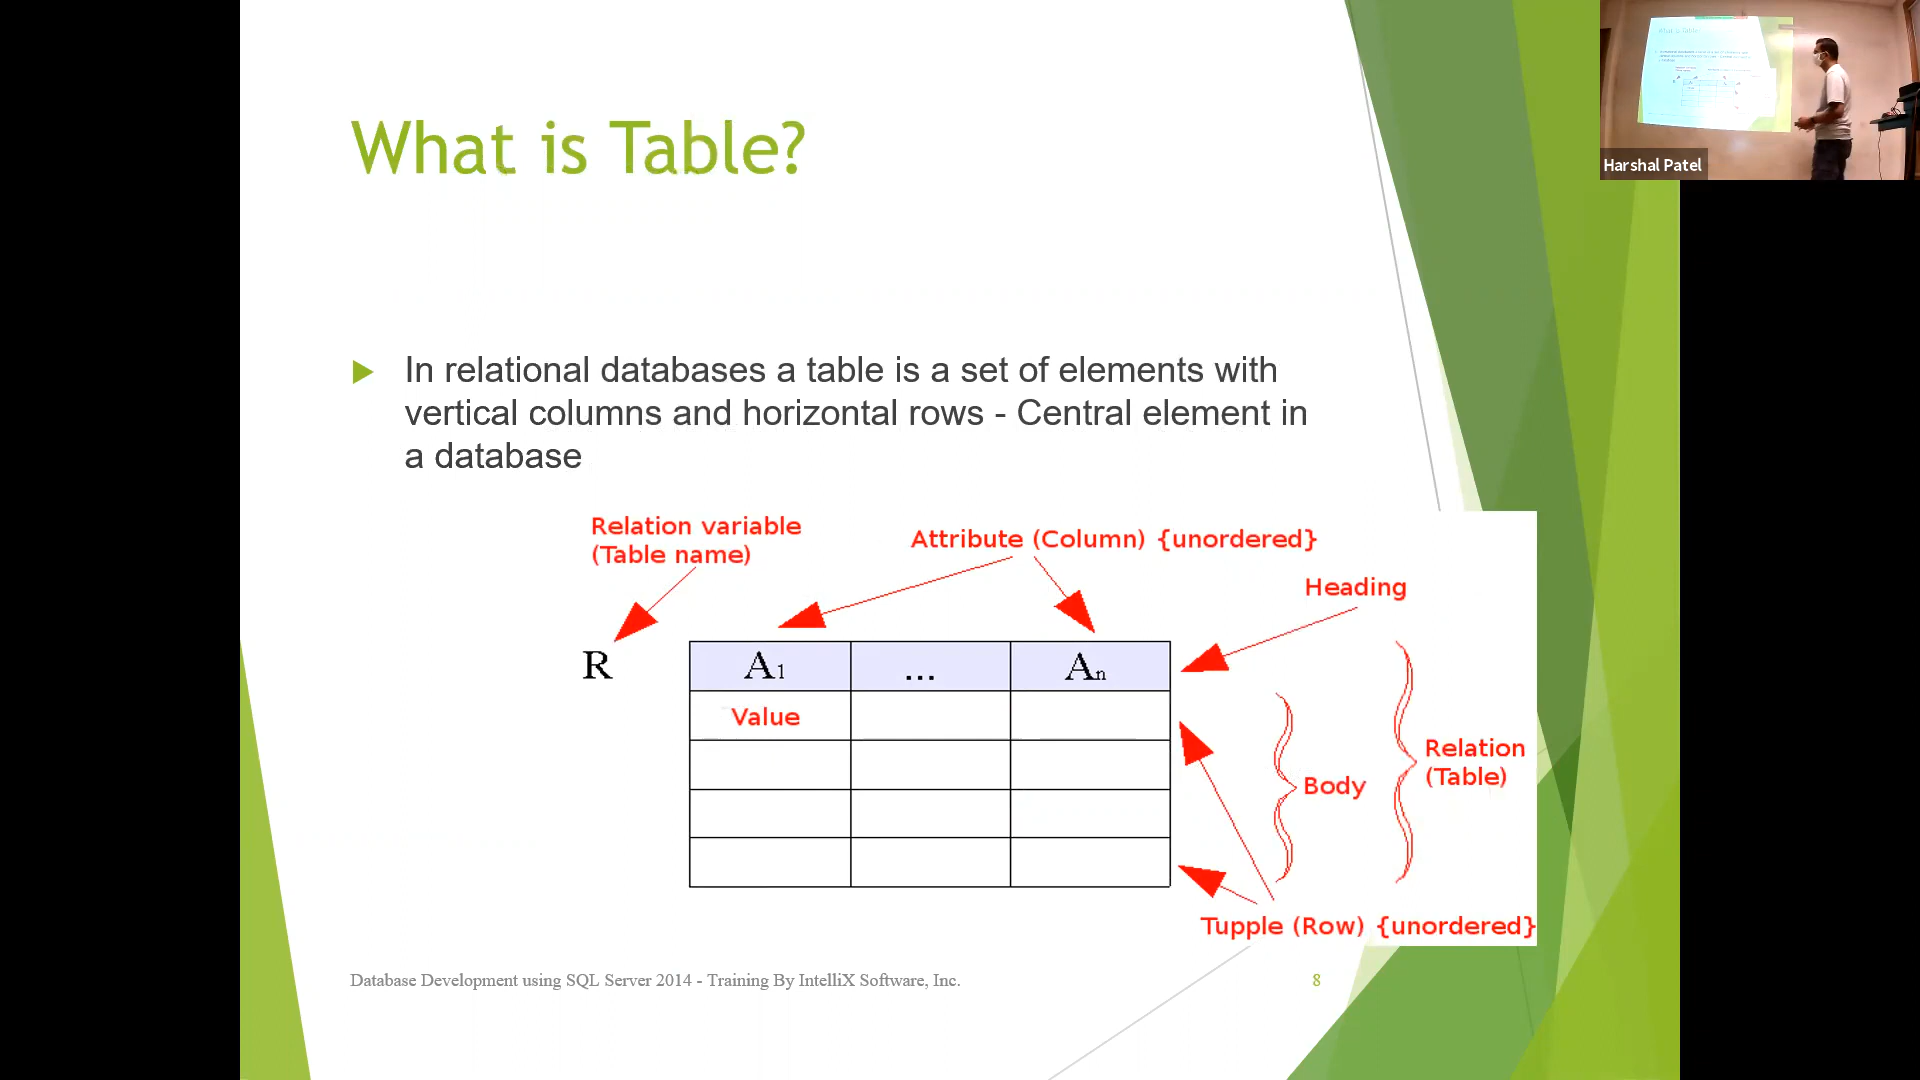 What is Table?
Harshal Patel
In relational databases a table is a set of elements with
vertical columns and horizontal rows - Central element in
a database
Relation variable
(Table name)
Attribute (Column) {unordered}
Heading
R
A1
...
An
Value
Relation
(Table)
Body
Tupple (Row) {unordered}
Database Development using SQL Server 2014 - Training By IntelliX Software, Inc.
8